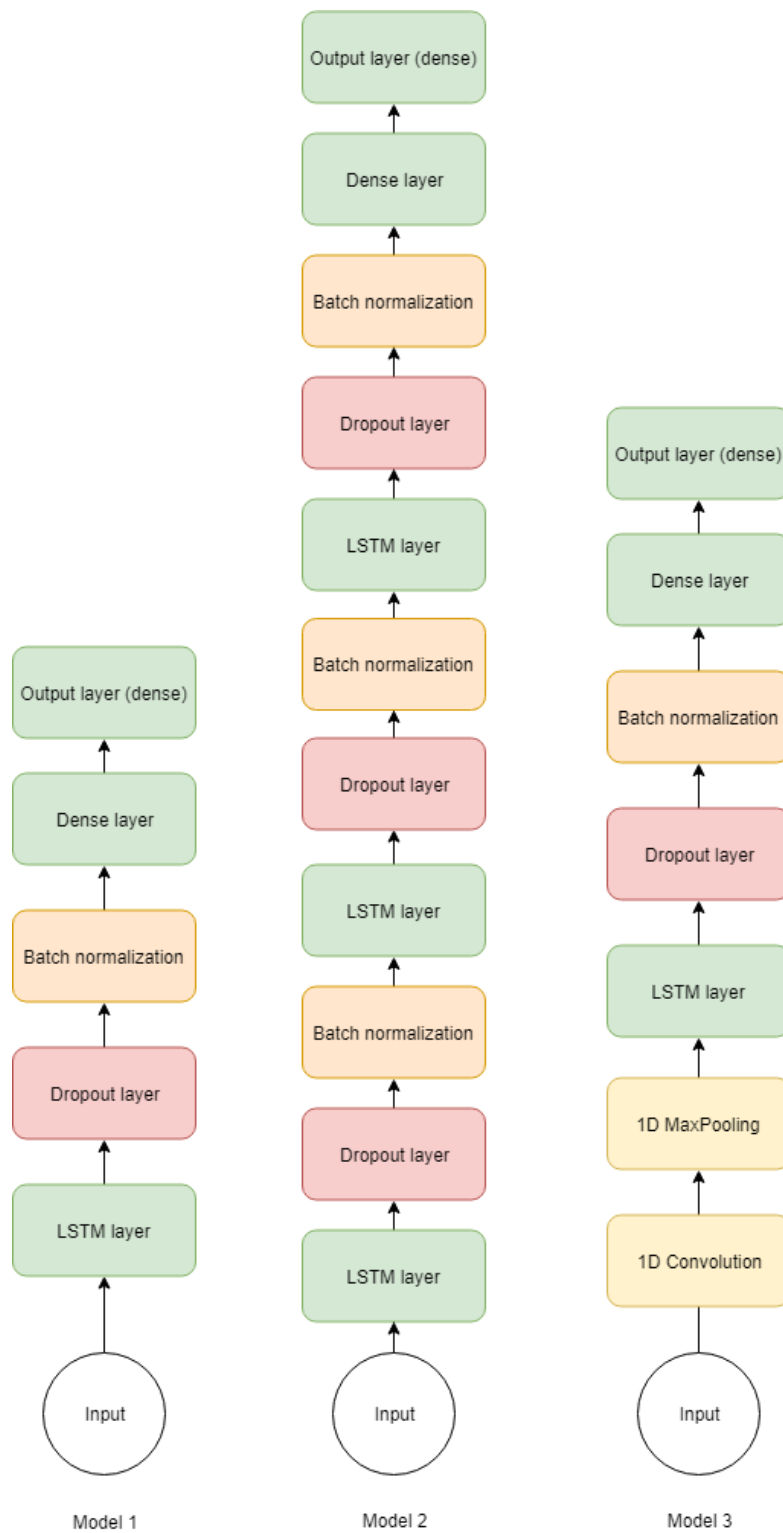 Output layer (dense)
Dense layer
Batch normalization
Dropout layer
LSTM layer
Input
Model 1
Output layer (dense)
Dense layer
Batch normalization
Dropout layer
LSTM layer
Batch normalization
Dropout layer
LSTM layer
Batch normalization
Dropout layer
LSTM layer
Input
Model 2
Output layer (dense)
Dense layer
Batch normalization
Dropout layer
LSTM layer
1D MaxPooling
1D Convolution
Input
Model 3